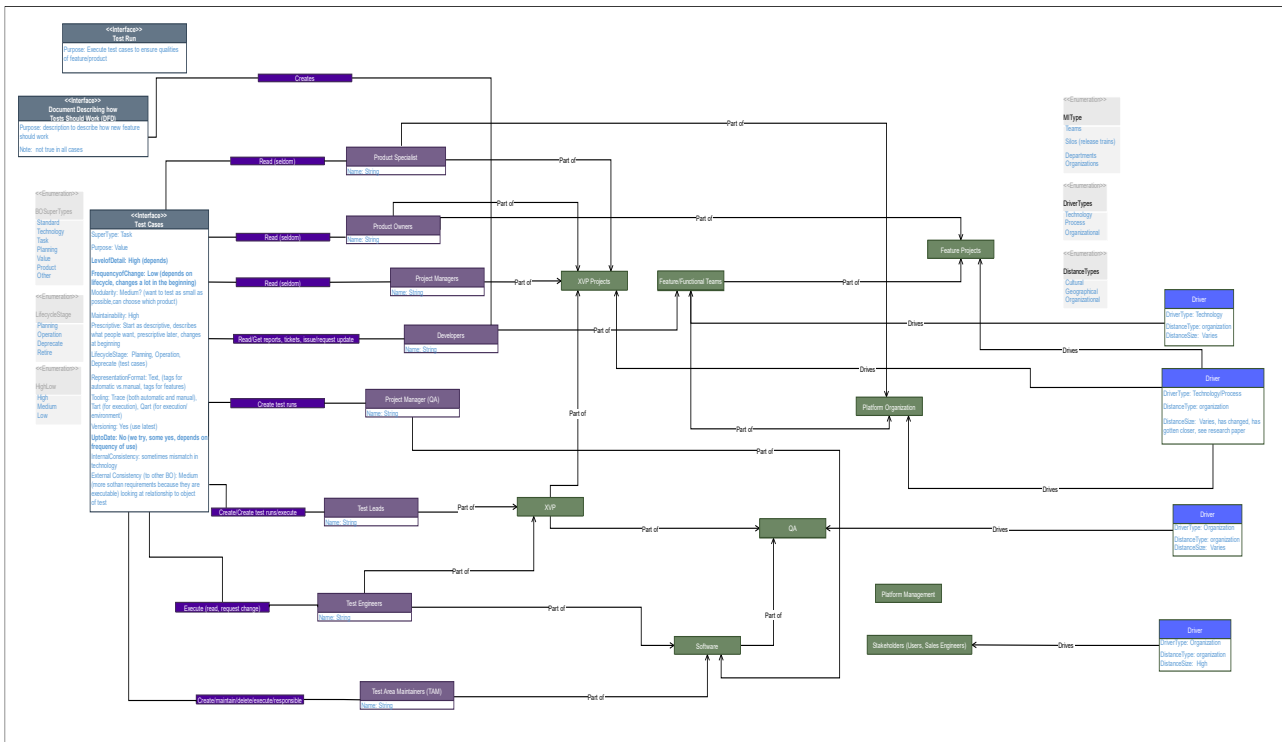 <<Interface>>
Test Run
Purpose: Execute test cases to ensure qualities
of feature/product
<<Interface>>
Document Describing how
Tests Should Work (DFD)
Purpose: description to describe how new feature
should work
Note: not true in all cases
Creates
Read (seldom)
Product Specialist
Name: String
Part of
Part of
<<Enumeration>>
BOSuperTypes
Standard
Technology
Task
Planning
Value
Product
Other
<<Enumeration>>
LifecycleStage
Planning
Operation
Deprecate
Retire
<<Enumeration>>
HighLow
High
Medium
Low
<<Interface>>
Test Cases
SuperType: Task
Purpose: Value
LevelofDetail: High (depends)
FrequencyofChange: Low (depends on
lifecycle, changes a lot in the beginning)
Modularity: Medium? (want to test as small as
possible,can choose which product)
Maintainability: High
Prescriptive: Start as descriptive, describes
what people want, prescriptive later, changes
at beginning
LifecycleStage: Planning, Operation,
Deprecate (test cases)
RepresentationFormat: Text, (tags for
automatic vs manual, tags for features)
Tooling: Trace (both automatic and manual),
Tart (for execution), Qart (for execution/
environment)
Versioning: Yes (use latest)
UptoDate: No (we try, some yes, depends on
frequency of use)
InternalConsistency: sometimes mismatch in
technology
External Consistency (to other BO): Medium
(more sothan requirements because they are
executable) looking at relationship to object
of test
Read (seldom)
Product Owners
Name: String
Part of
Part of
Read (seldom)
Project Managers
Name: String
Part of
XVP Projects
Feature/Functional Teams
Part of
Feature Projects
Read/Get reports, tickets, issue/request update
Developers
Name: String
Part of
Drives
Drives
Create test runs
Project Manager (QA)
Name: String
Part of
Part of
Platform Organization
Part of
Part of
Drives
Create/Create test runs/execute
Test Leads
Name: String
Part of
XVP
Part of
QA
Drives
Execute (read, request change)
Test Engineers
Name: String
Part of
Part of
Software
Part of
Create/maintain/delete/execute/responsible
Test Area Maintainers (TAM)
Name: String
Part of
Platform Management
Stakeholders (Users, Sales Engineers)
Drives
<<Enumeration>>
MIType
Teams
Silos (release trains)
Departments
Organizations
<<Enumeration>>
DriverTypes
Technology
Process
Organizational
<<Enumeration>>
DistanceTypes
Cultural
Geographical
Organizational
Driver
DriverType: Technology
DistanceType: organization
DistanceSize: Varies
Driver
DriverType: Technology/Process
DistanceType: organization
DistanceSize: Varies, has changed, has
gotten closer, see research paper
Driver
DriverType: Organization
DistanceType: organization
DistanceSize: Varies
Driver
DriverType: Organization
DistanceType: organization
DistanceSize: High